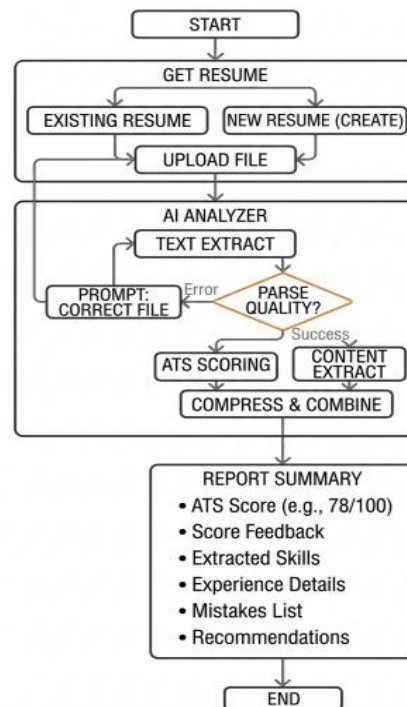 START
GET RESUME
EXISTING RESUME
NEW RESUME (CREATE)
UPLOAD FILE
AI ANALYZER
TEXT EXTRACT
PROMPT:
CORRECT FILE
Error
PARSE
QUALITY?
Success
ATS SCORING
CONTENT
EXTRACT
COMPRESS & COMBINE
REPORT SUMMARY
• ATS Score (e.g., 78/100)
• Score Feedback
• Extracted Skills
• Experience Details
• Mistakes List
• Recommendations
END